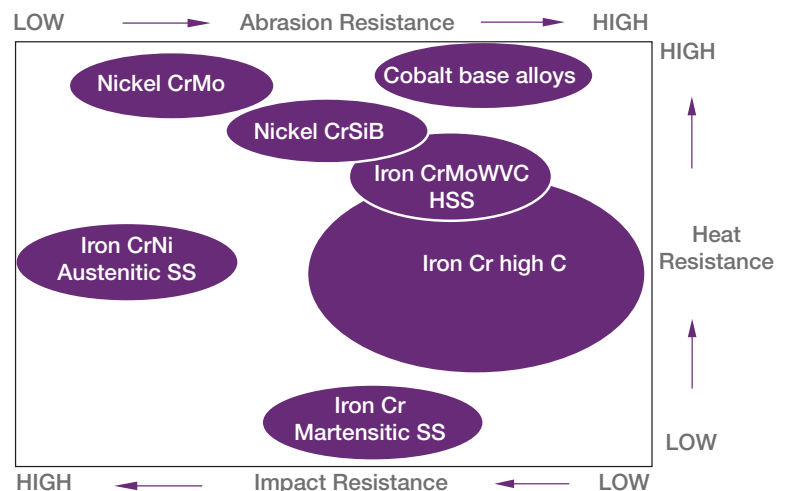 LOW Abrasion Resistance HIGH
HIGH
Nickel CrMo
Cobalt base alloys
Nickel CrSiB
Iron CrMoWVC
HSS
Iron CrNi
Austenitic SS
Iron Cr high C
Heat
Resistance
Iron Cr
Martensitic SS
LOW
HIGH Impact Resistance LOW